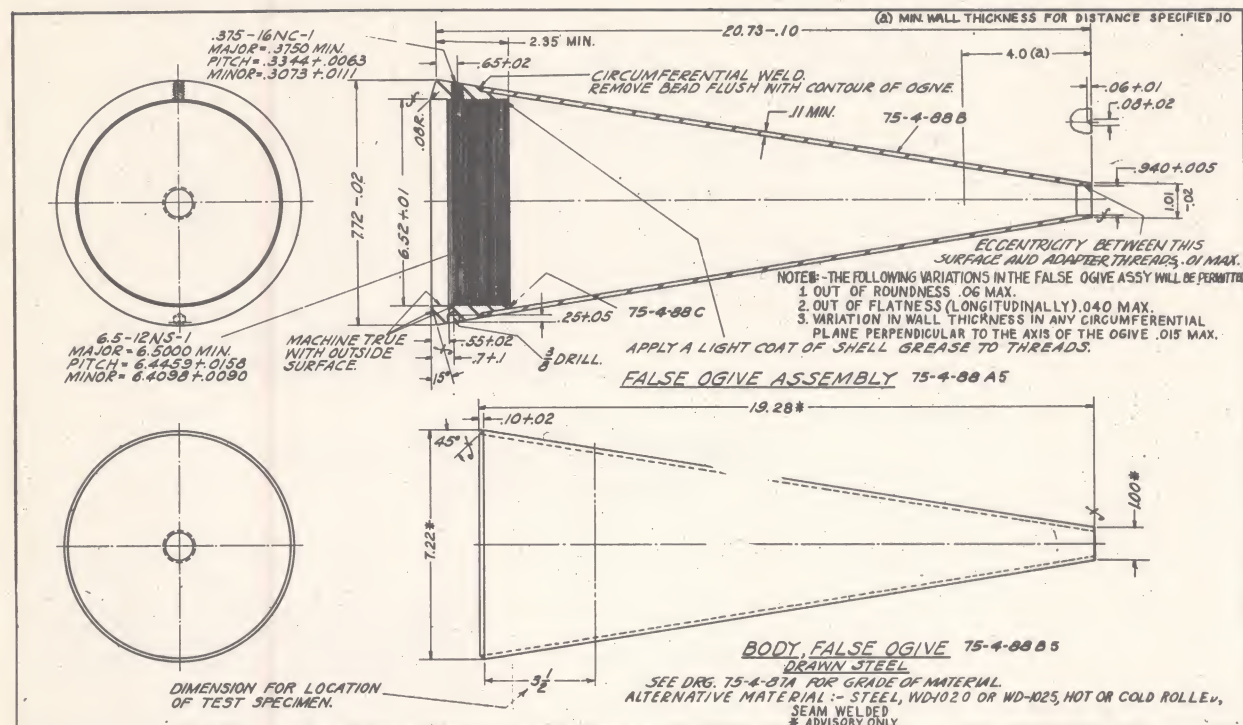 (a) MIN. WALL THICKNESS FOR DISTANCE SPECIFIED .10
.375-16NC-1
MAJOR = .3750 MIN.
PITCH = .3344 + .0063
MINOR = .3073 + .0111
20.73-.10
2.35 MIN.
4.0 (a)
.65+.02
CIRCUMFERENTIAL WELD.
REMOVE BEAD FLUSH WITH CONTOUR OF OGIVE.
.06+.01
.08+.02
.11 MIN.
75-4-88B
.08R.
.940+.005
7.72-.02
6.52+.01
1.01
-.02
ECCENTRICITY BETWEEN THIS
SURFACE AND ADAPTER THREADS, .01 MAX.
NOTE:-THE FOLLOWING VARIATIONS IN THE FALSE OGIVE ASSY WILL BE PERMITTED
1. OUT OF ROUNDNESS .06 MAX.
2. OUT OF FLATNESS (LONGITUDINALLY) .040 MAX.
3. VARIATION IN WALL THICKNESS IN ANY CIRCUMFERENTIAL
PLANE PERPENDICULAR TO THE AXIS OF THE OGIVE .015 MAX.
.25+.05
75-4-88C
6.5-12NS-1
MAJOR = 6.5000 MIN.
PITCH = 6.4459 + .0158
MINOR = 6.4098 + .0090
MACHINE TRUE
WITH OUTSIDE
SURFACE.
.55+.02
.7+.1
15°
3/8 DRILL.
APPLY A LIGHT COAT OF SHELL GREASE TO THREADS.
FALSE OGIVE ASSEMBLY 75-4-88 A5
19.28*
.10+.02
45°
7.22*
1.00*
BODY, FALSE OGIVE 75-4-88 B5
DRAWN STEEL
SEE DRG. 75-4-87A FOR GRADE OF MATERIAL.
ALTERNATIVE MATERIAL :- STEEL, WD-1020 OR WD-1025, HOT OR COLD ROLLED,
SEAM WELDED
* ADVISORY ONLY
DIMENSION FOR LOCATION
OF TEST SPECIMEN.